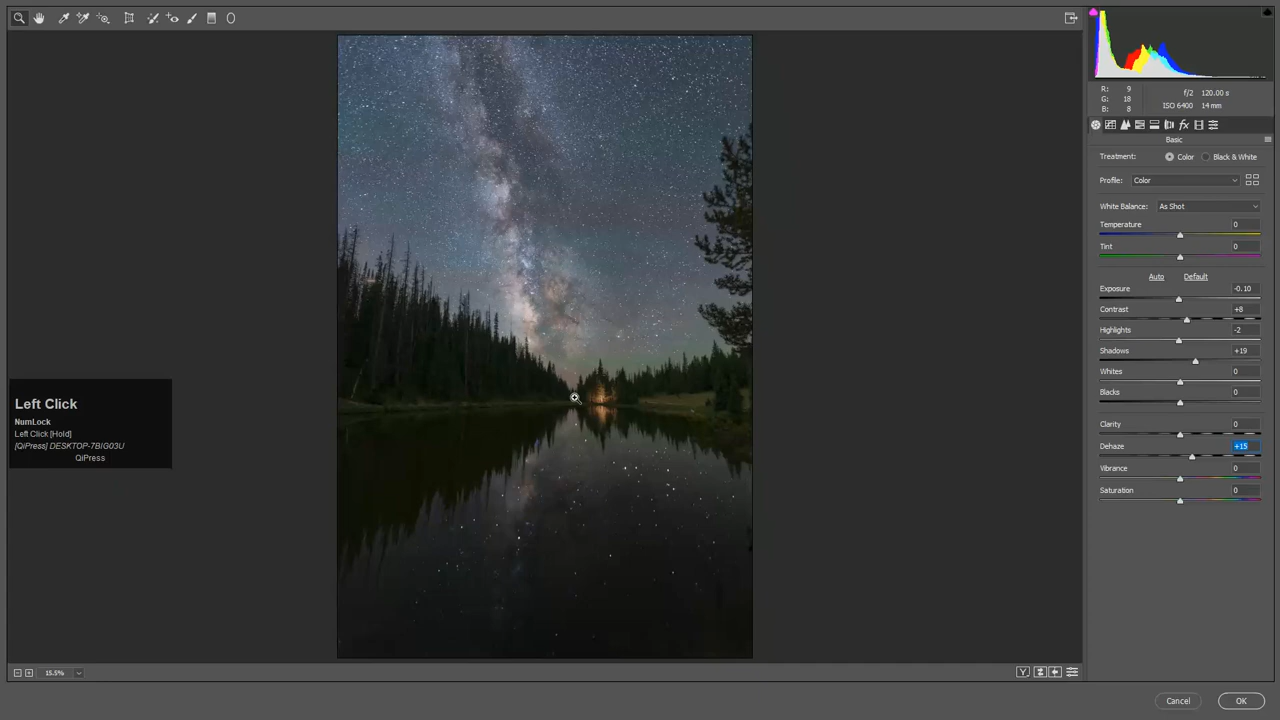 R: 9
G: 18
B: 8
f/2 120.00 s
ISO 6400 14 mm
fx
Basic
Treatment: Color Black & White
Profile: Color
White Balance: As Shot
Temperature 0
Tint 0
Auto Default
Exposure -0.10
Contrast +8
Highlights -2
Shadows +19
Whites 0
Blacks 0
Clarity 0
Dehaze +15
Vibrance 0
Saturation 0
Left Click
NumLock
Left Click [Hold]
[QiPress] DESKTOP-7BIG03U
QiPress
15.5%
Y
Cancel OK